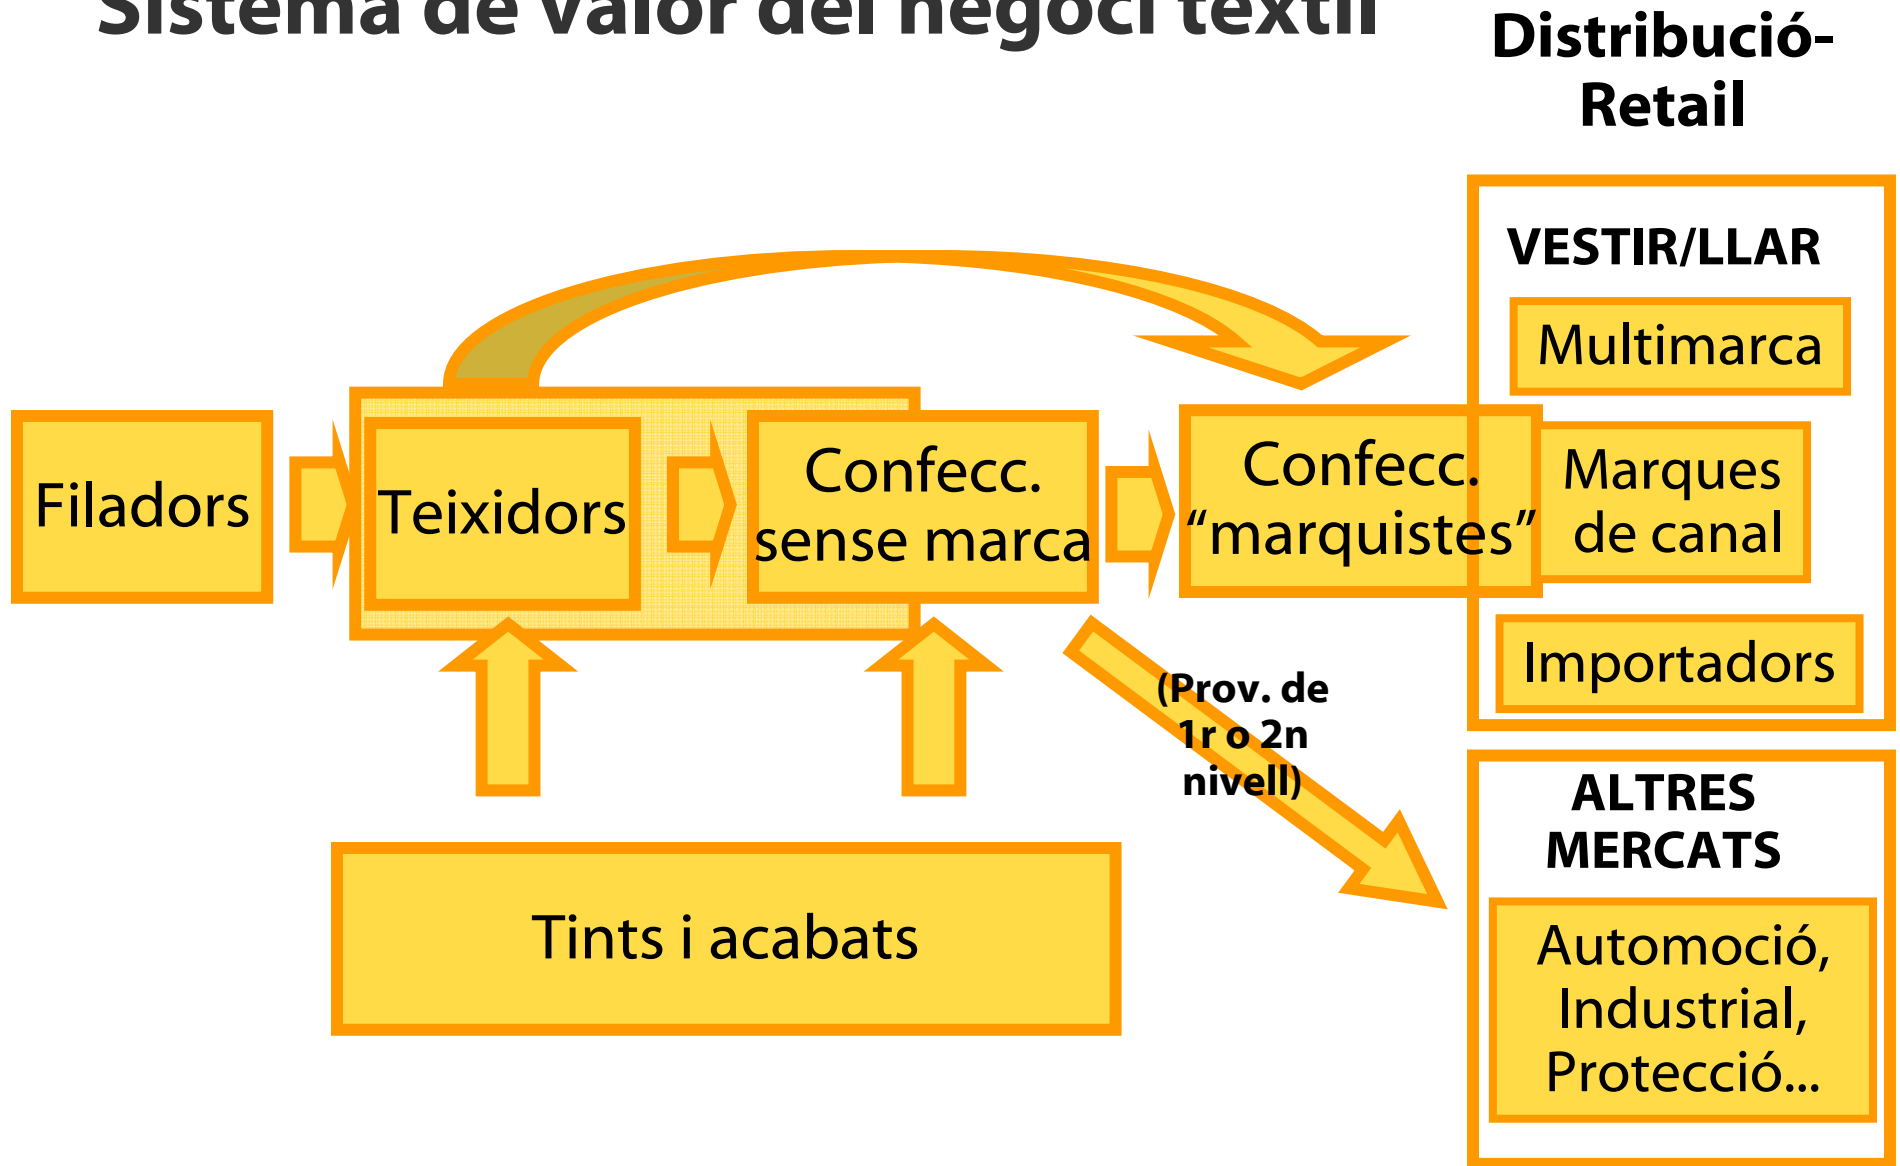 Sistema de valor del negoci tèxtil
Distribució-
Retail
VESTIR/LLAR
Multimarca
Filadors
Teixidors
Confecc.
sense marca
Confecc.
“marquistes”
Marques
de canal
Importadors
(Prov. de
1r o 2n
nivell)
ALTRES
MERCATS
Tints i acabats
Automoció,
Industrial,
Protecció...